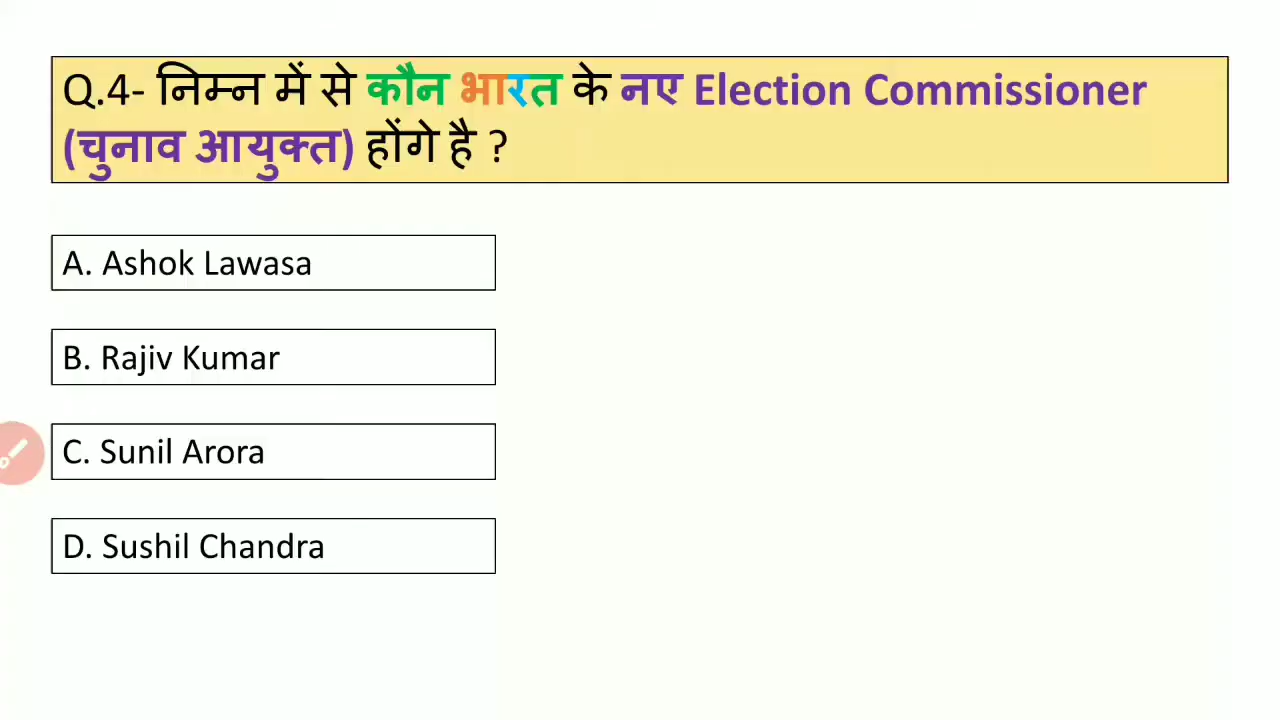 Q.4- निम्न में से कौन भारत के नए Election Commissioner
(चुनाव आयुक्त) होंगे है ?
A. Ashok Lawasa
B. Rajiv Kumar
C. Sunil Arora
D. Sushil Chandra